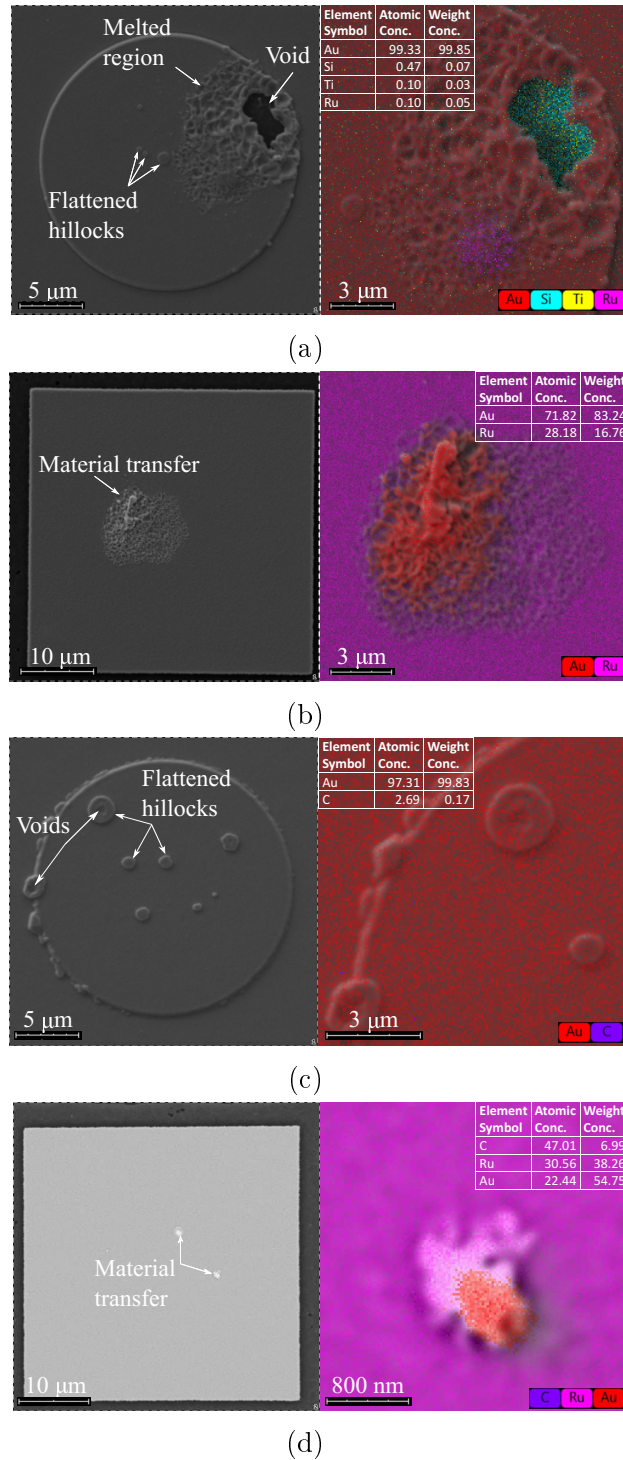 Melted
region
Void
Flattened
hillocks
5 μm
Element Symbol Atomic Conc. Weight Conc.
Au 99.33 99.85
Si 0.47 0.07
Ti 0.10 0.03
Ru 0.10 0.05
3 μm
Au Si Ti Ru
(a)
Material transfer
10 μm
Element Symbol Atomic Conc. Weight Conc.
Au 71.82 83.24
Ru 28.18 16.76
3 μm
Au Ru
(b)
Flattened
hillocks
Voids
5 μm
Element Symbol Atomic Conc. Weight Conc.
Au 97.31 99.83
C 2.69 0.17
3 μm
Au C
(c)
Material
transfer
10 μm
Element Symbol Atomic Conc. Weight Conc.
C 47.01 6.99
Ru 30.56 38.26
Au 22.44 54.75
800 nm
C Ru Au
(d)